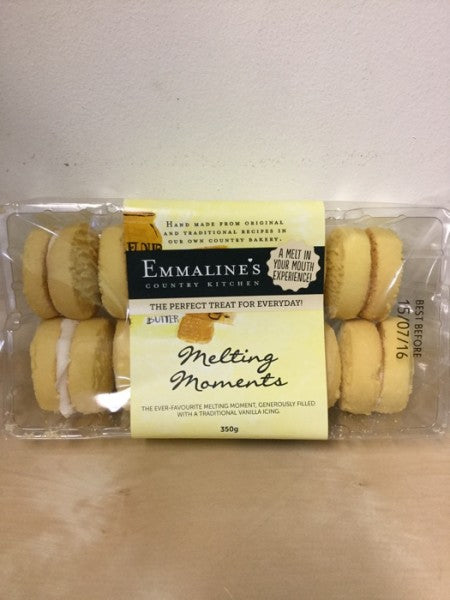 HAND MADE FROM ORIGINAL
AND TRADITIONAL RECIPES IN
OUR OWN COUNTRY BAKERY.
FLOUR
EMMALINE'S
COUNTRY KITCHEN
A MELT IN
YOUR MOUTH
EXPERIENCE!
THE PERFECT TREAT FOR EVERYDAY!
BUTTER
Melting
Moments
THE EVER-FAVOURITE MELTING MOMENT, GENEROUSLY FILLED
WITH A TRADITIONAL VANILLA ICING.
350g
BEST BEFORE
15/07/16